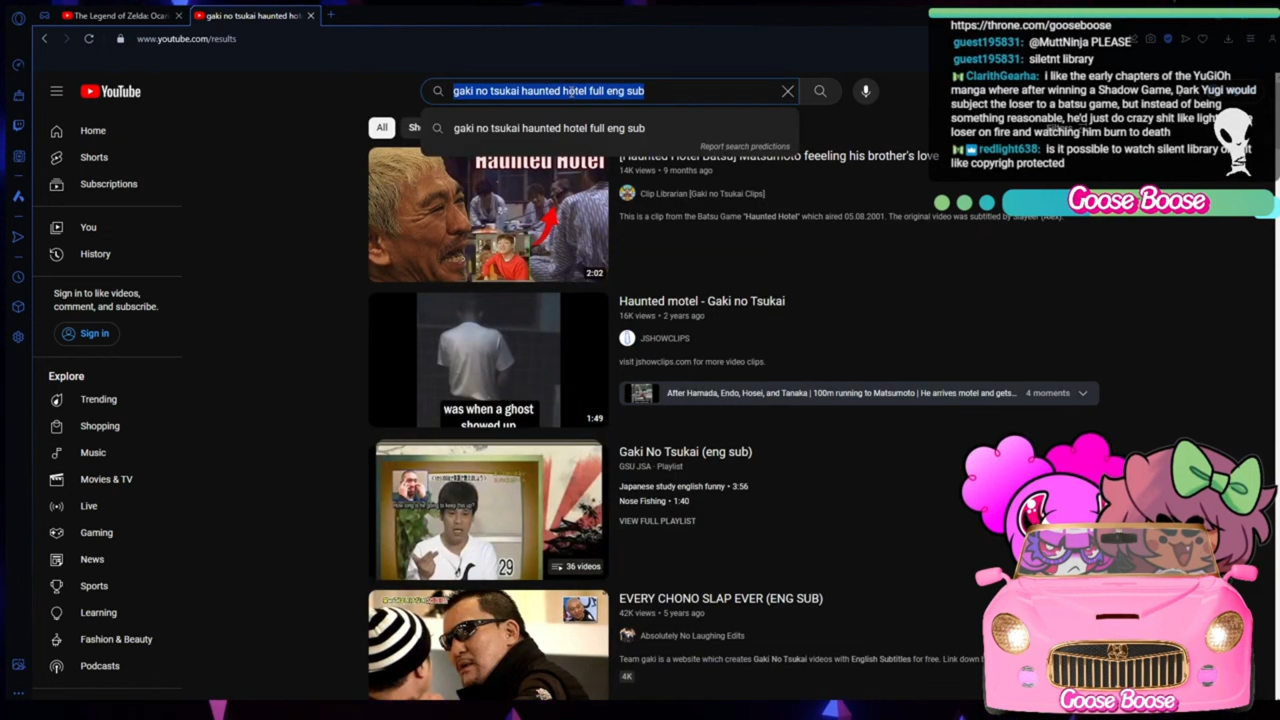 The Legend of Zelda: Ocari
gaki no tsukai haunted hot
www.youtube.com/results
YouTube
gaki no tsukai haunted hotel full eng sub
gaki no tsukai haunted hotel full eng sub
Report search predictions
All
Home
Shorts
Subscriptions
You
History
Sign in to like videos,
comment, and subscribe.
Sign in
Explore
Trending
Shopping
Music
Movies & TV
Live
Gaming
News
Sports
Learning
Fashion & Beauty
Podcasts
Haunted Hotel
2:02
[Haunted Hotel Batsu] Matsumoto feeeling his brother's love
14K views • 9 months ago
Clip Librarian [Gaki no Tsukai Clips]
This is a clip from the Batsu Game "Haunted Hotel" which aired 05.08.2001. The original video was subtitled by
was when a ghost
showed up
1:49
Haunted motel - Gaki no Tsukai
16K views • 2 years ago
JSHOWCLIPS
visit jshowclips.com for more video clips.
After Hamada, Endo, Hosei, and Tanaka | 100m running to Matsumoto | He arrives motel and gets...
4 moments
29
36 videos
Gaki No Tsukai (eng sub)
GSU JSA · Playlist
Japanese study english funny • 3:56
Nose Fishing • 1:40
VIEW FULL PLAYLIST
EVERY CHONO SLAP EVER (ENG SUB)
42K views • 5 years ago
Absolutely No Laughing Edits
Team gaki is a website which creates Gaki No Tsukai videos with English Subtitles for free. Link down
4K
https://throne.com/gooseboose
guest195831: @MuttNinja PLEASE
guest195831: siletnt library
ClarithGearha: i like the early chapters of the YuGiOh
manga where after winning a Shadow Game, Dark Yugi would
subject the loser to a batsu game, but instead of being
something reasonable, he'd just do crazy shit like
loser on fire and watching him burn to death
redlight638: Is it possible to watch silent library
like copyrigh protected
Goose Boose
Goose Boose